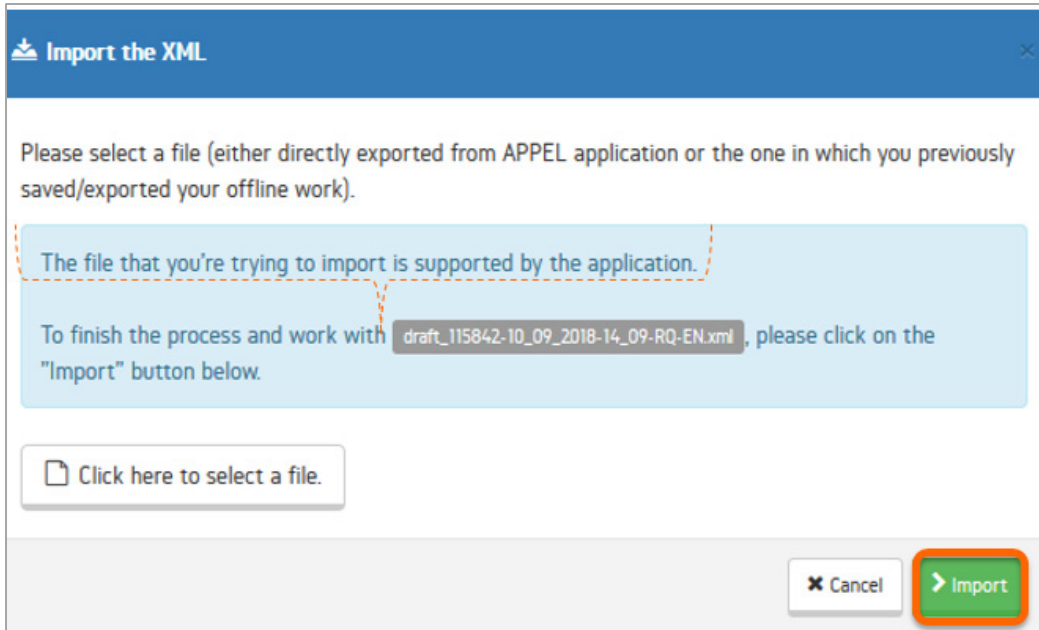 Import the XML
Please select a file (either directly exported from APPEL application or the one in which you previously
saved/exported your offline work).
The file that you're trying to import is supported by the application.
To finish the process and work with draft_115842-10_09_2018-14_09-RQ-EN.xml, please click on the
"Import" button below.
Click here to select a file.
Cancel Import